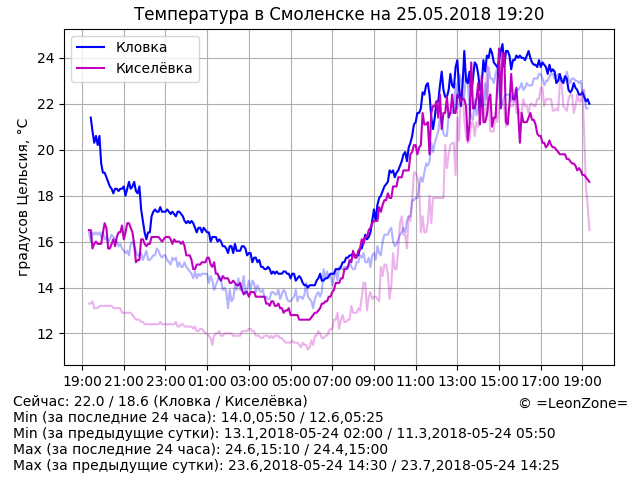 Температура в Смоленске на 25.05.2018 19:20
Кловка
Киселёвка
градусов Цельсия, °C
24
22
20
18
16
14
12
19:00 21:00 23:00 01:00 03:00 05:00 07:00 09:00 11:00 13:00 15:00 17:00 19:00
Сейчас: 22.0 / 18.6 (Кловка / Киселёвка)
© =LeonZone=
Min (за последние 24 часа): 14.0,05:50 / 12.6,05:25
Min (за предыдущие сутки): 13.1,2018-05-24 02:00 / 11.3,2018-05-24 05:50
Max (за последние 24 часа): 24.6,15:10 / 24.4,15:00
Max (за предыдущие сутки): 23.6,2018-05-24 14:30 / 23.7,2018-05-24 14:25